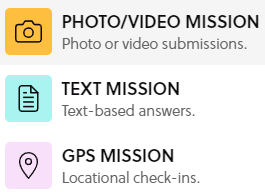 PHOTO/VIDEO MISSION
Photo or video submissions.
TEXT MISSION
Text-based answers.
GPS MISSION
Locational check-ins.